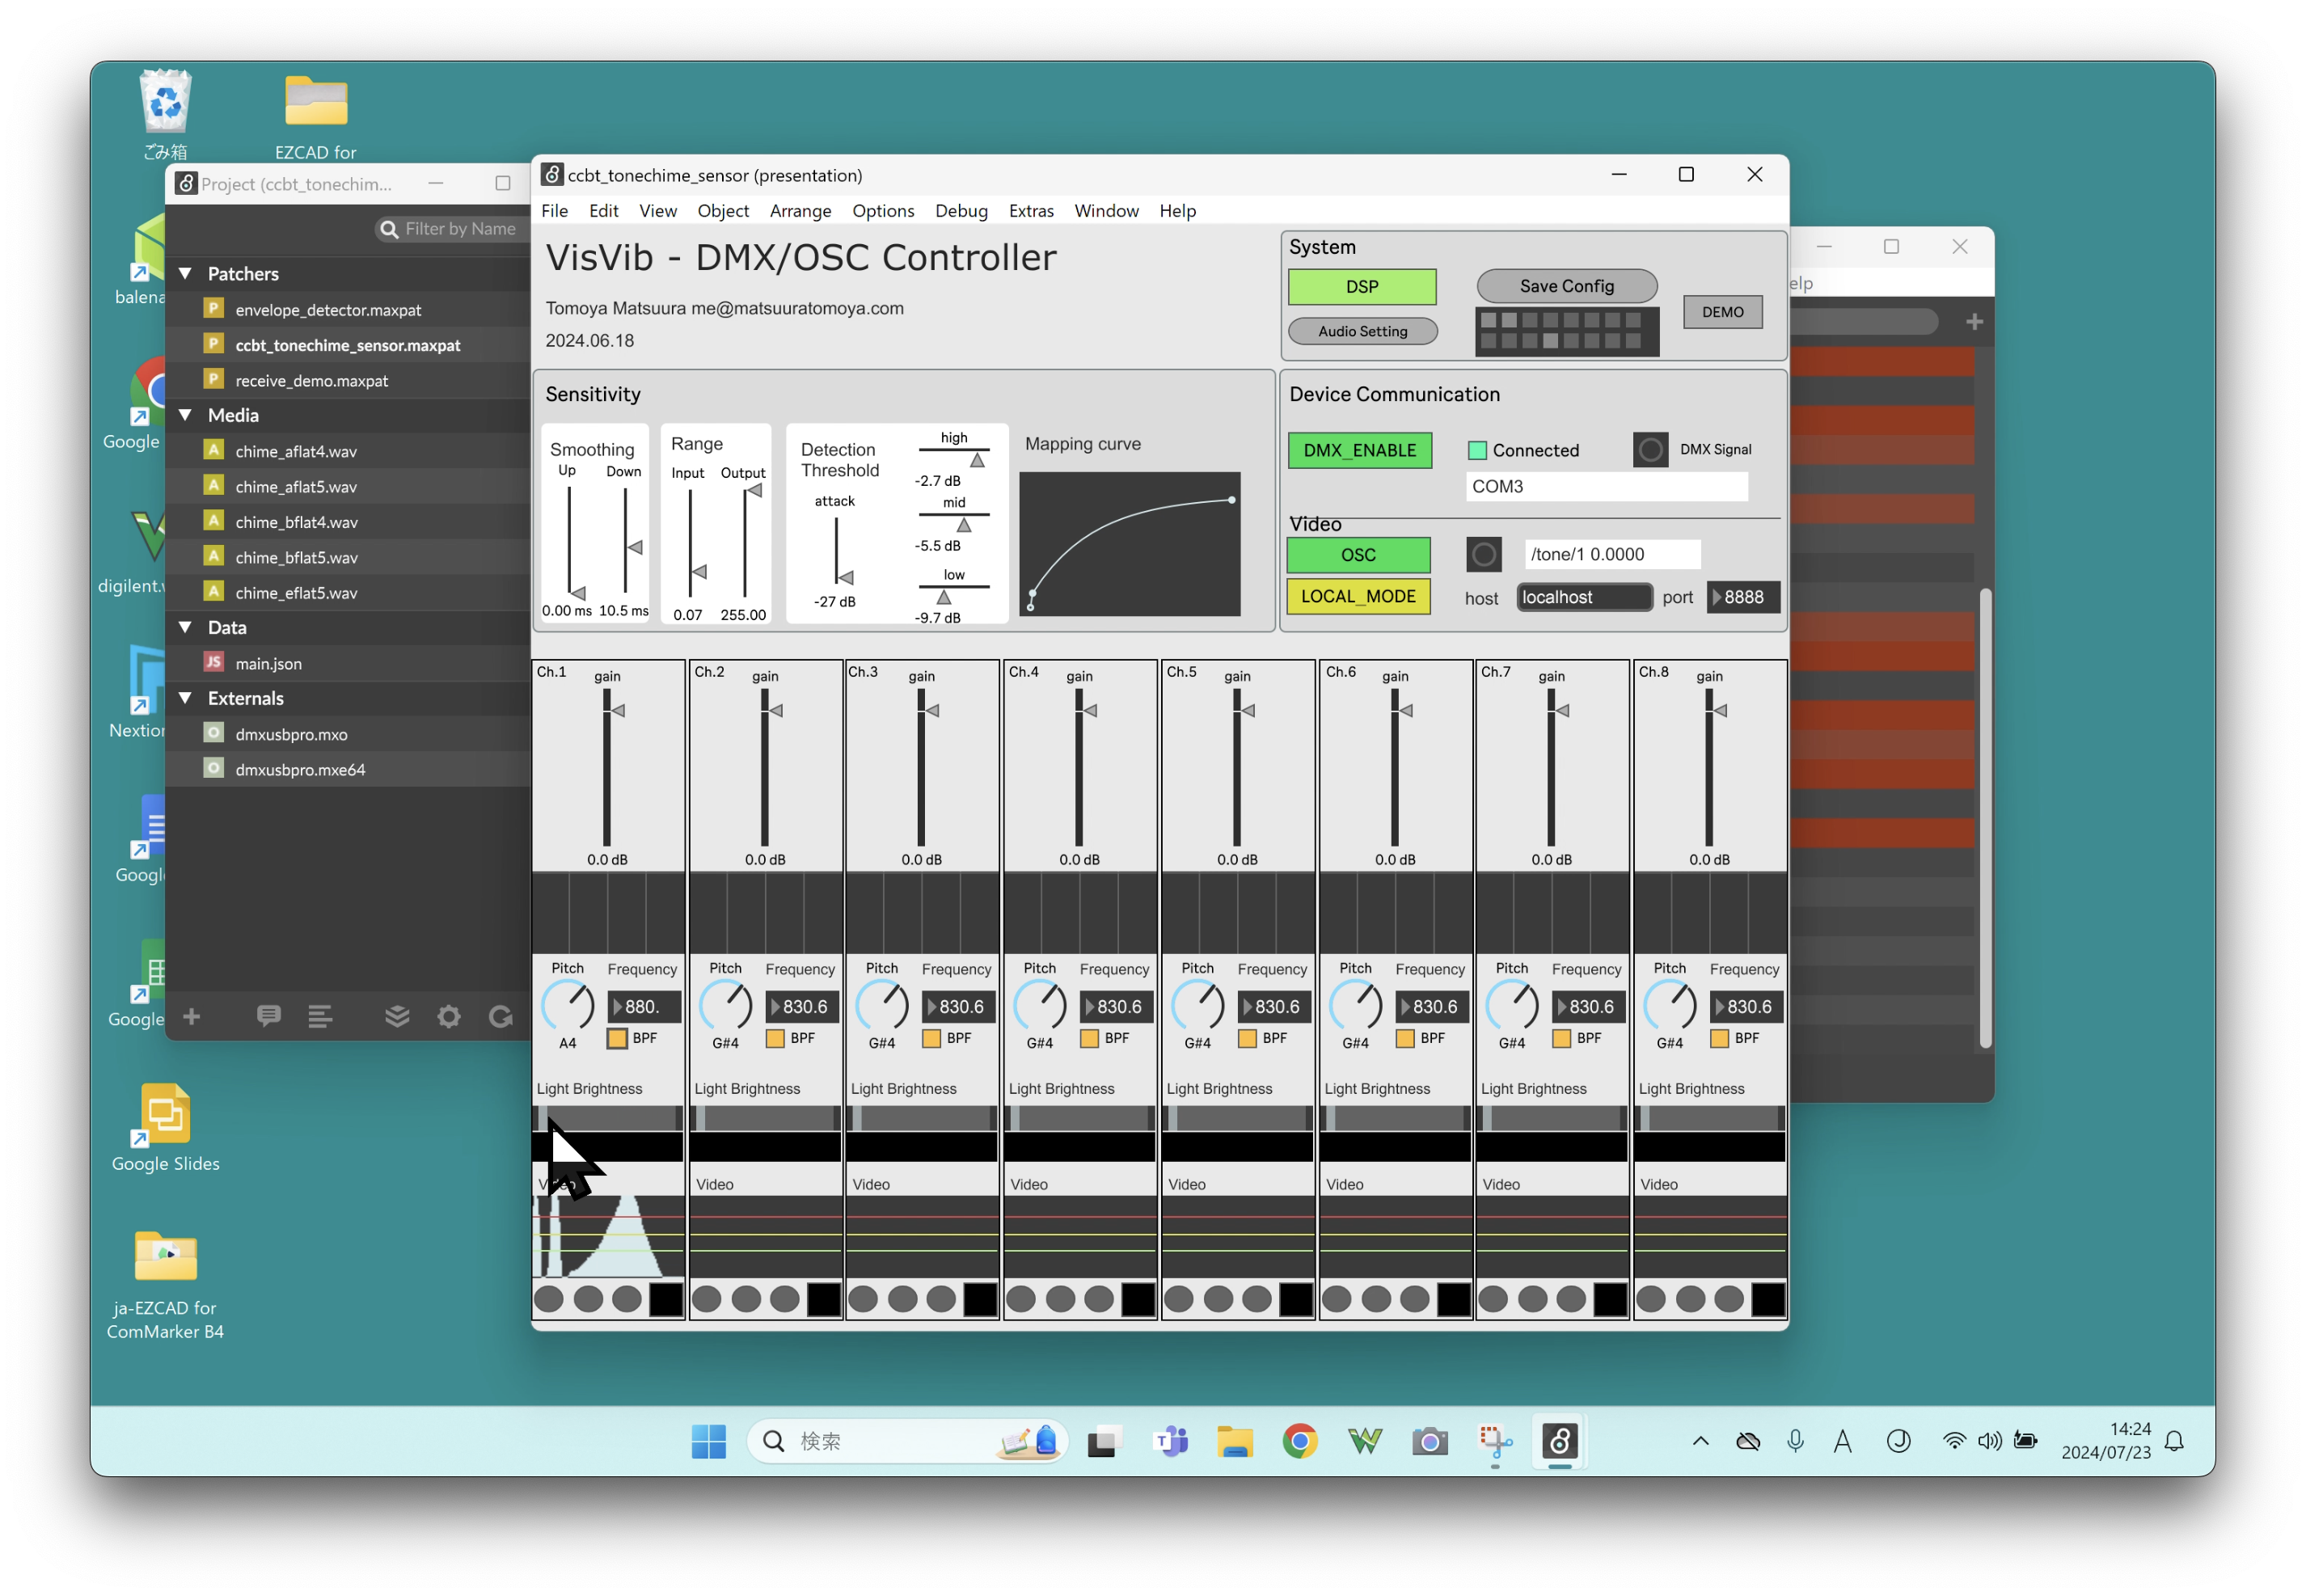 ごみ箱
EZCAD for
Project (ccbt_tonechim...
Filter by Name
Patchers
envelope_detector.maxpat
ccbt_tonechime_sensor.maxpat
receive_demo.maxpat
Media
chime_aflat4.wav
chime_aflat5.wav
chime_bflat4.wav
chime_bflat5.wav
chime_eflat5.wav
Data
JS main.json
Externals
dmxusbpro.mxo
dmxusbpro.mxe64
balena
Google
digilent.w
Nextion
Googl
Google
Google Slides
ja-EZCAD for
ComMarker B4
ccbt_tonechime_sensor (presentation)
File Edit View Object Arrange Options Debug Extras Window Help
VisVib - DMX/OSC Controller
Tomoya Matsuura me@matsuuratomoya.com
2024.06.18
System
DSP
Save Config
DEMO
Audio Setting
Sensitivity
Smoothing
Up Down
0.00 ms 10.5 ms
Range
Input Output
0.07 255.00
Detection
Threshold
attack
-27 dB
high
-2.7 dB
mid
-5.5 dB
low
-9.7 dB
Mapping curve
Device Communication
DMX_ENABLE
Connected
DMX Signal
COM3
Video
OSC
/tone/1 0.0000
LOCAL_MODE
host localhost port 8888
elp
Ch.1 gain Ch.2 gain Ch.3 gain Ch.4 gain Ch.5 gain Ch.6 gain Ch.7 gain Ch.8 gain
0.0 dB 0.0 dB 0.0 dB 0.0 dB 0.0 dB 0.0 dB 0.0 dB 0.0 dB
Pitch Frequency Pitch Frequency Pitch Frequency Pitch Frequency Pitch Frequency Pitch Frequency Pitch Frequency Pitch Frequency
880. 830.6 830.6 830.6 830.6 830.6 830.6 830.6
A4 BPF G#4 BPF G#4 BPF G#4 BPF G#4 BPF G#4 BPF G#4 BPF G#4 BPF
Light Brightness Light Brightness Light Brightness Light Brightness Light Brightness Light Brightness Light Brightness Light Brightness
Video Video Video Video Video Video Video Video
検索
A
14:24
2024/07/23